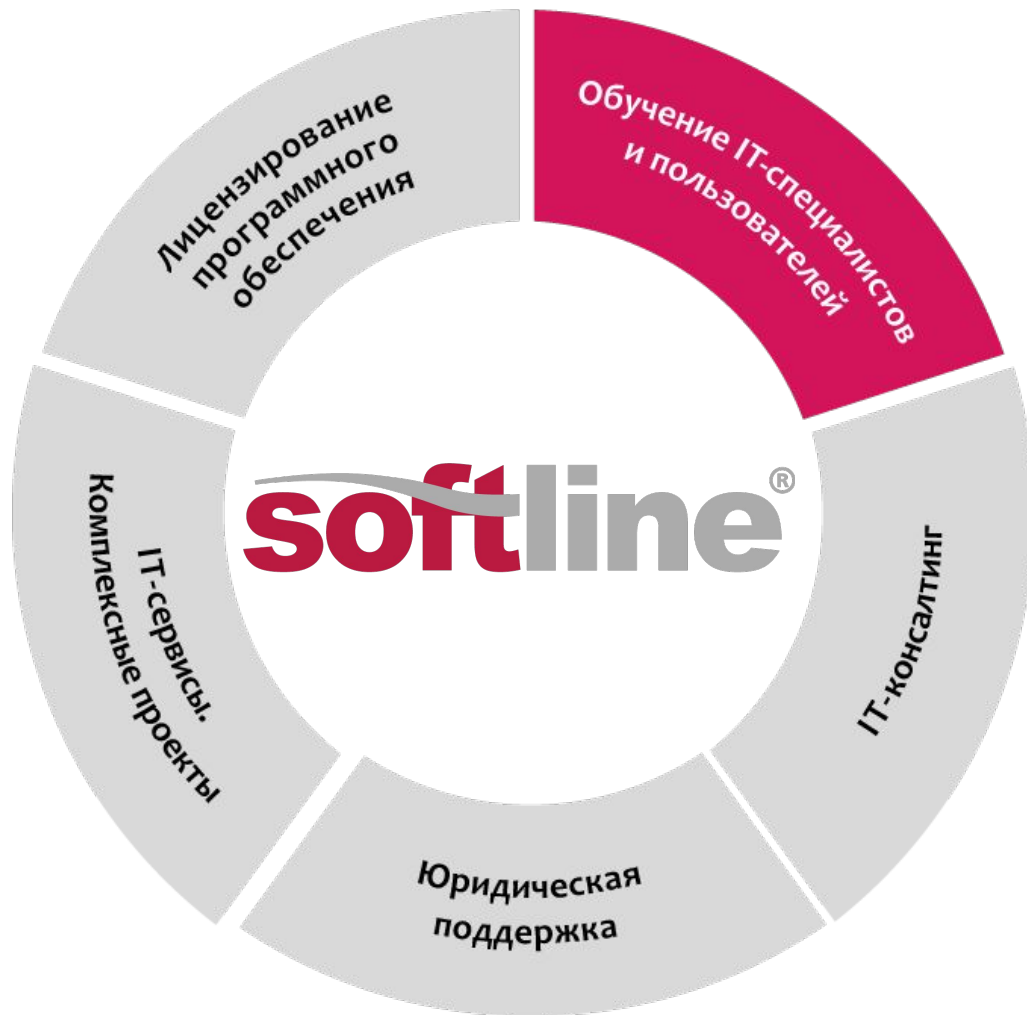 Обучение IT-специалистов
и пользователей
IT-консалтинг
Юридическая
поддержка
IT-сервисы.
Комплексные проекты
Лицензирование
программного
обеспечения
softline®